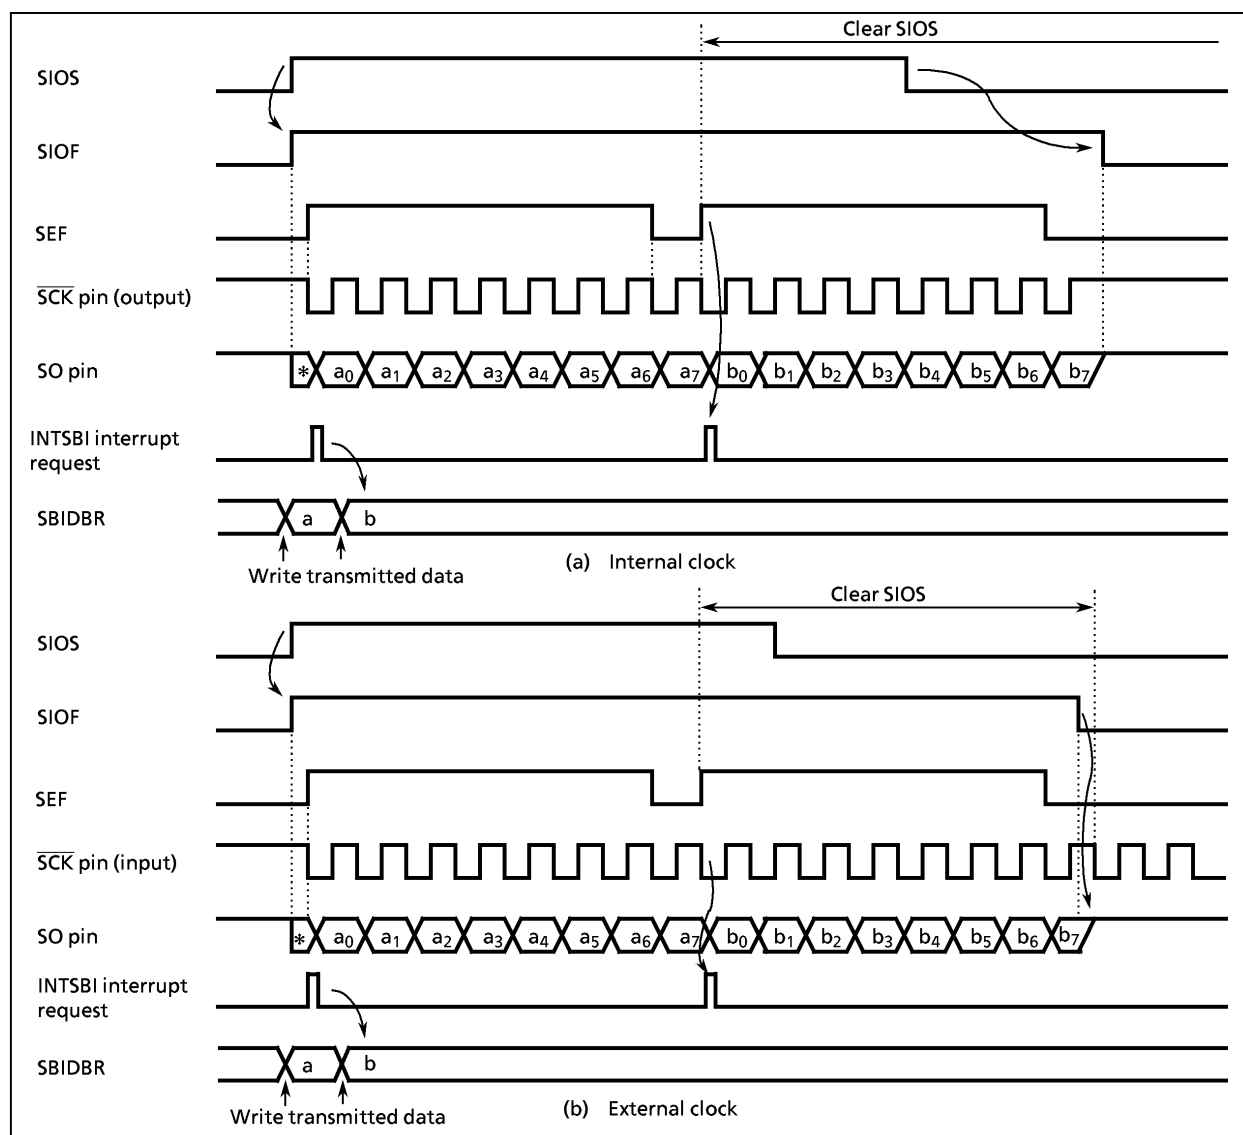 Clear SIOS
SIOS
SIOF
SEF
S̅C̅K̅ pin (output)
SO pin
* a₀ a₁ a₂ a₃ a₄ a₅ a₆ a₇ b₀ b₁ b₂ b₃ b₄ b₅ b₆ b₇
INTSBI interrupt
request
SBIDBR
a b
Write transmitted data
(a) Internal clock
Clear SIOS
SIOS
SIOF
SEF
S̅C̅K̅ pin (input)
SO pin
* a₀ a₁ a₂ a₃ a₄ a₅ a₆ a₇ b₀ b₁ b₂ b₃ b₄ b₅ b₆ b₇
INTSBI interrupt
request
SBIDBR
a b
Write transmitted data
(b) External clock